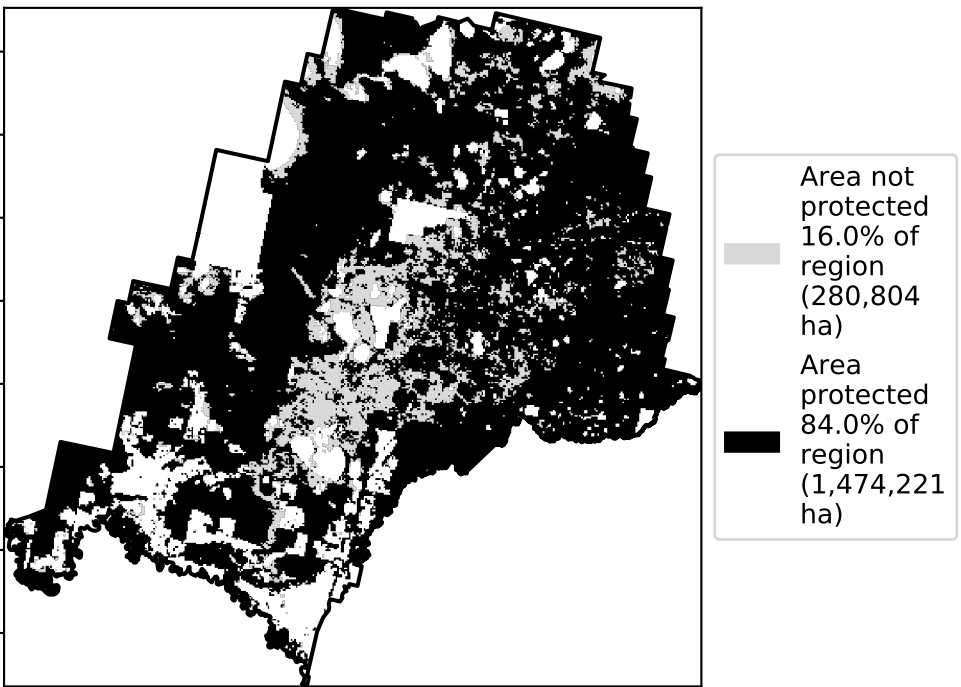 Area not
protected
16.0% of
region
(280,804
ha)
Area
protected
84.0% of
region
(1,474,221
ha)